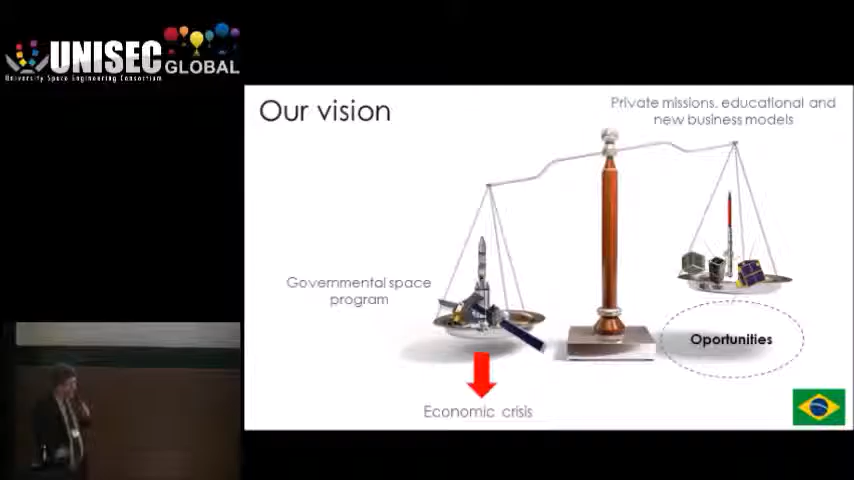 UNISEC
GLOBAL
University Space Engineering Consortium
Our vision
Private missions, educational and
new business models
Governmental space
program
Oportunities
Economic crisis